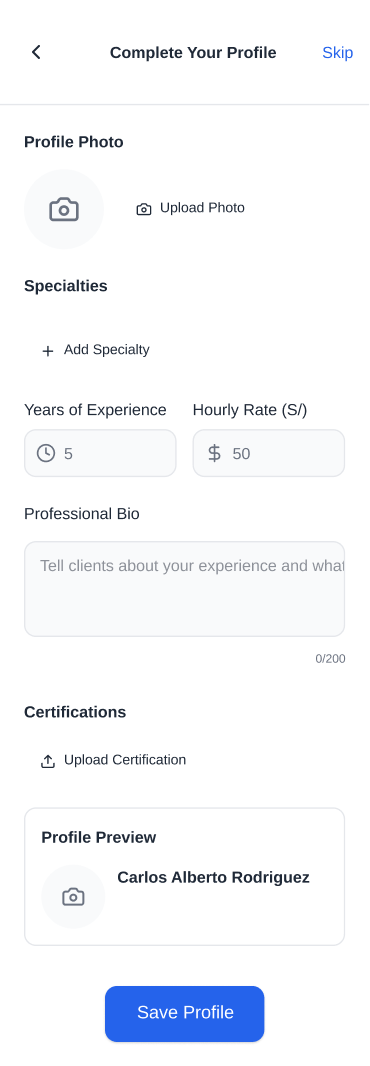 Complete Your Profile
Skip
Profile Photo
Upload Photo
Specialties
Add Specialty
Years of Experience
Hourly Rate (S/)
5
50
Professional Bio
Tell clients about your experience and what
0/200
Certifications
Upload Certification
Profile Preview
Carlos Alberto Rodriguez
Save Profile